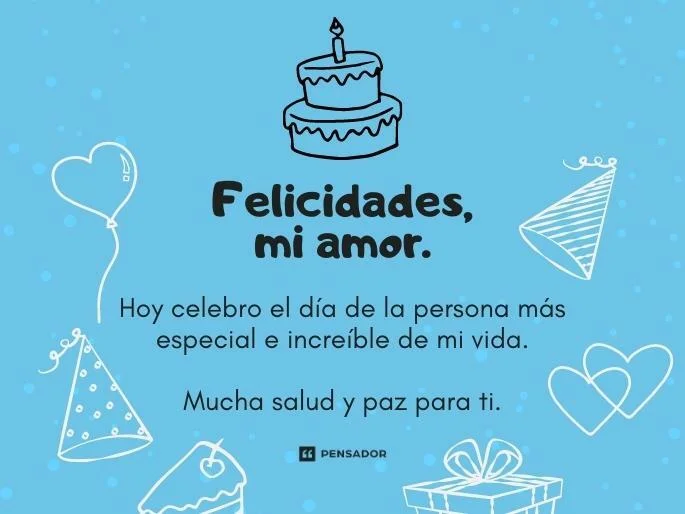 Felicidades,
mi amor.
Hoy celebro el día de la persona más
especial e increíble de mi vida.
Mucha salud y paz para ti.
PENSADOR